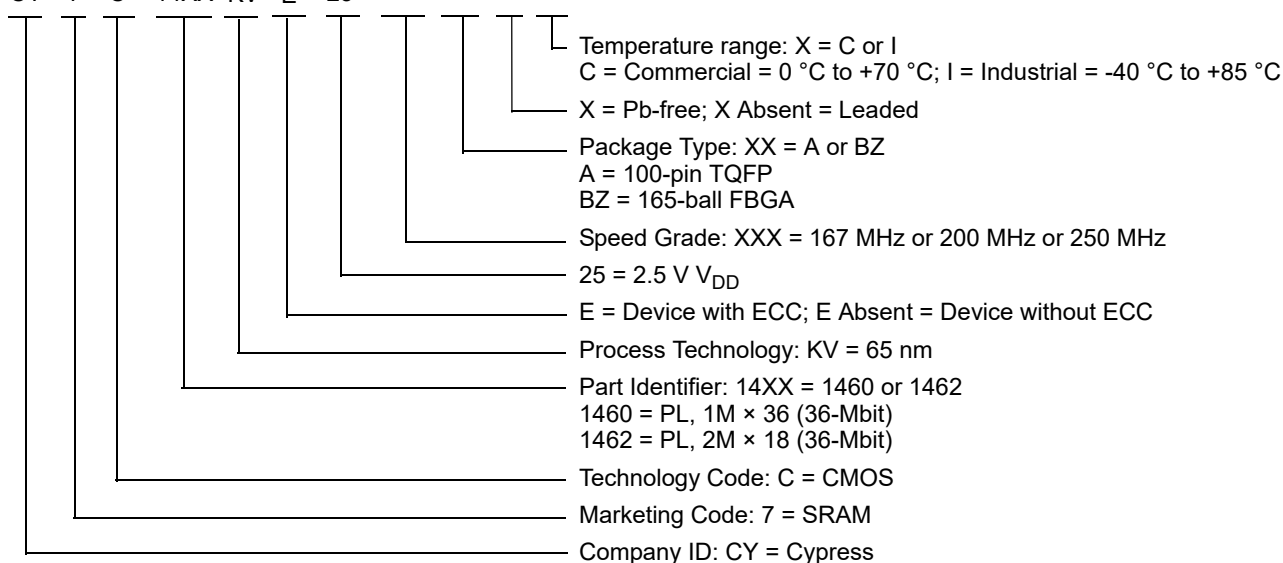 Temperature range: X = C or I
C = Commercial = 0 °C to +70 °C; I = Industrial = -40 °C to +85 °C
X = Pb-free; X Absent = Leaded
Package Type: XX = A or BZ
A = 100-pin TQFP
BZ = 165-ball FBGA
Speed Grade: XXX = 167 MHz or 200 MHz or 250 MHz
25 = 2.5 V VDD
E = Device with ECC; E Absent = Device without ECC
Process Technology: KV = 65 nm
Part Identifier: 14XX = 1460 or 1462
1460 = PL, 1M × 36 (36-Mbit)
1462 = PL, 2M × 18 (36-Mbit)
Technology Code: C = CMOS
Marketing Code: 7 = SRAM
Company ID: CY = Cypress